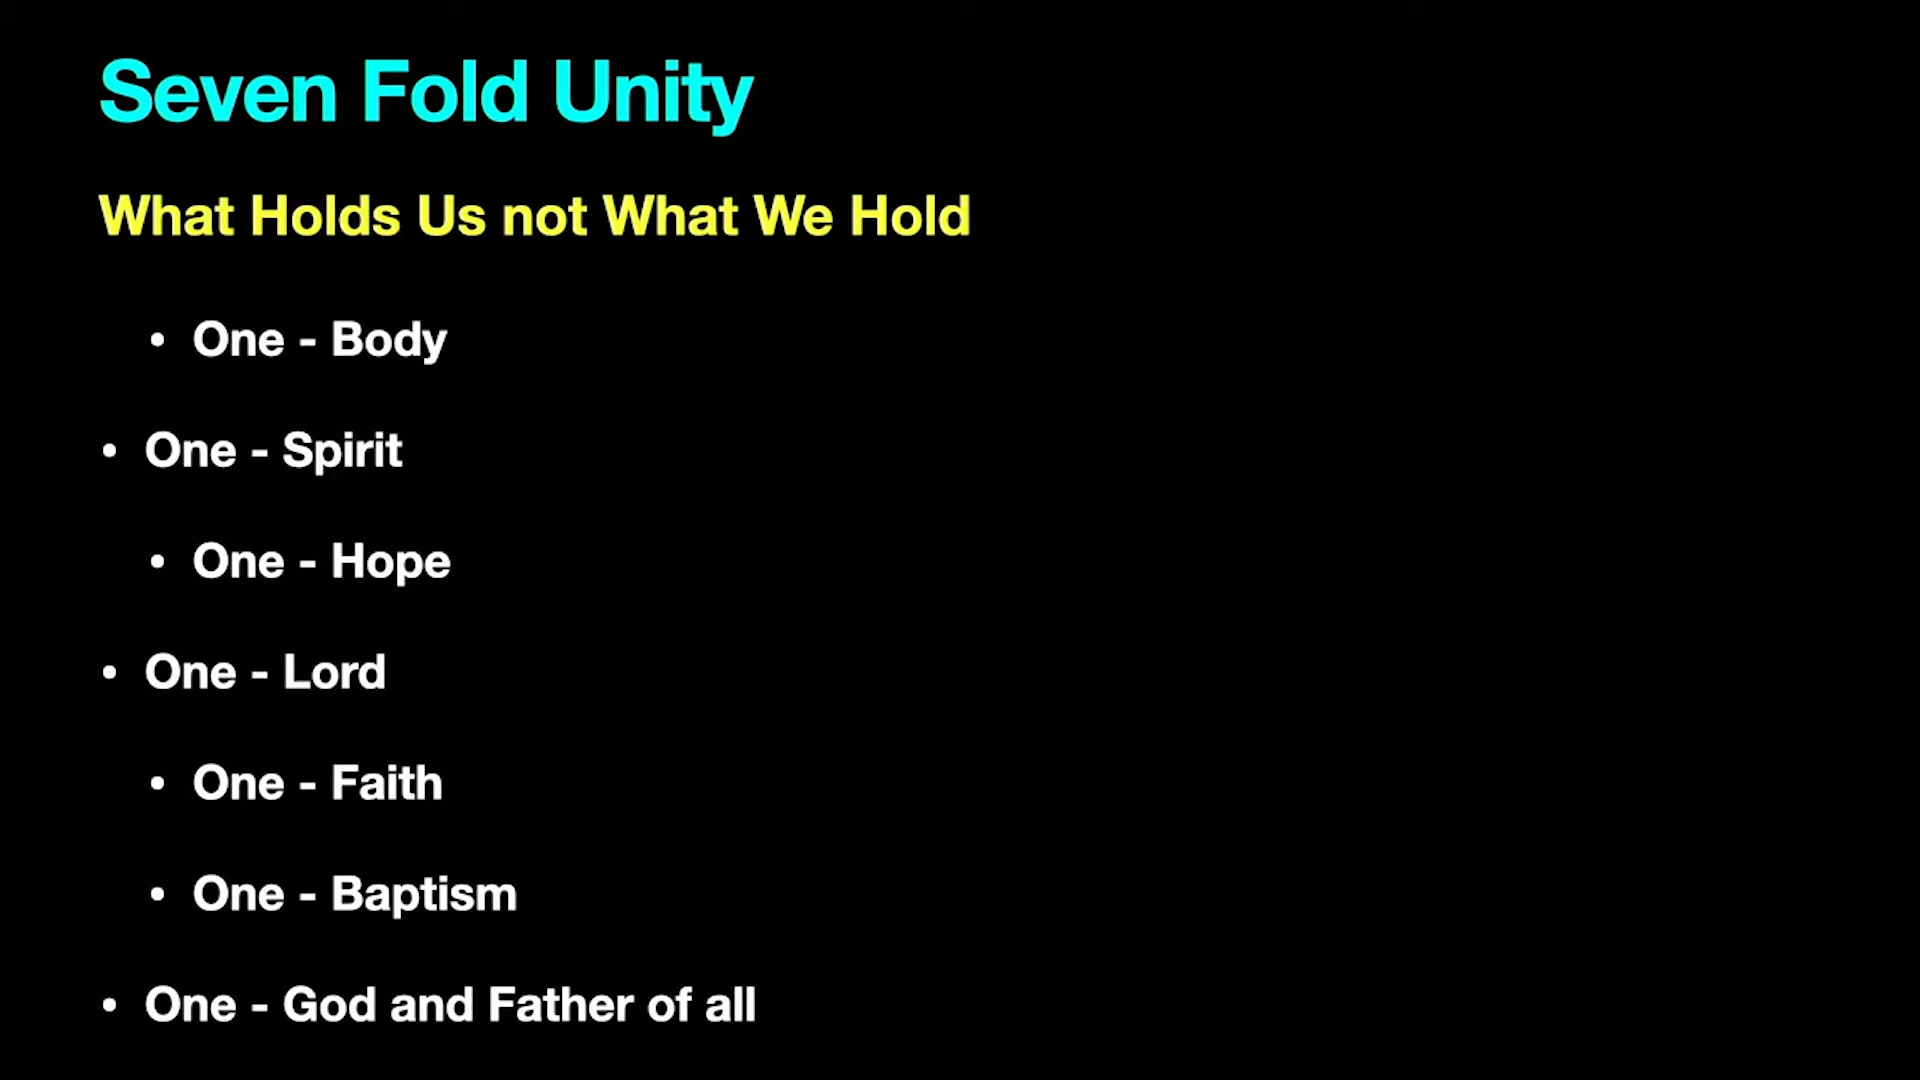 Seven Fold Unity
What Holds Us not What We Hold
• One - Body
• One - Spirit
• One - Hope
• One - Lord
• One - Faith
• One - Baptism
• One - God and Father of all